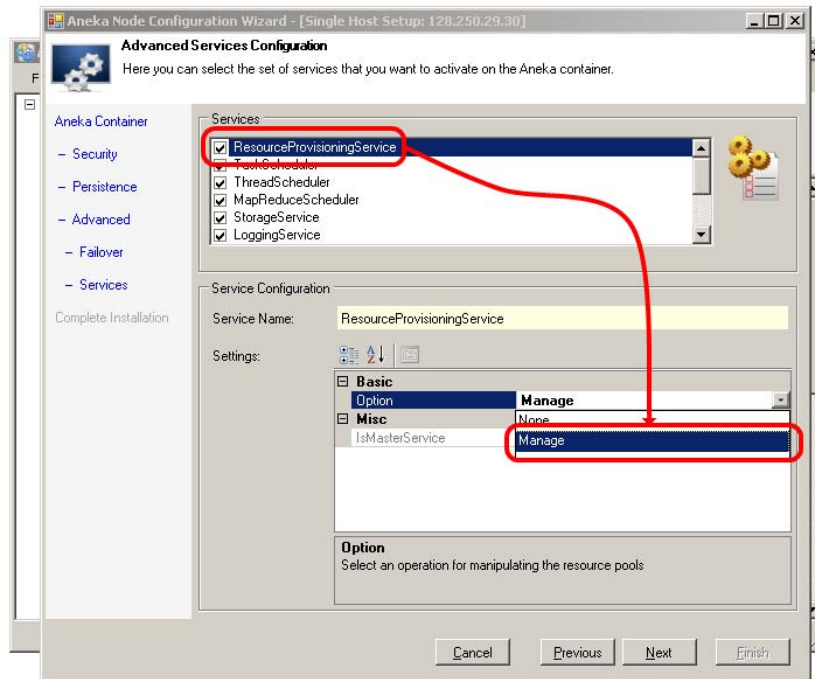 Aneka Node Configuration Wizard - [Single Host Setup: 128.250.29.30]
Advanced Services Configuration
Here you can select the set of services that you want to activate on the Aneka container.
F
Aneka Container
– Security
– Persistence
– Advanced
– Failover
– Services
Complete Installation
Services
ResourceProvisioningService
TaskScheduler
ThreadScheduler
MapReduceScheduler
StorageService
LoggingService
Service Configuration
Service Name: ResourceProvisioningService
Settings:
Basic
Option Manage
Misc None
IsMasterService Manage
Option
Select an operation for manipulating the resource pools
Cancel Previous Next Finish